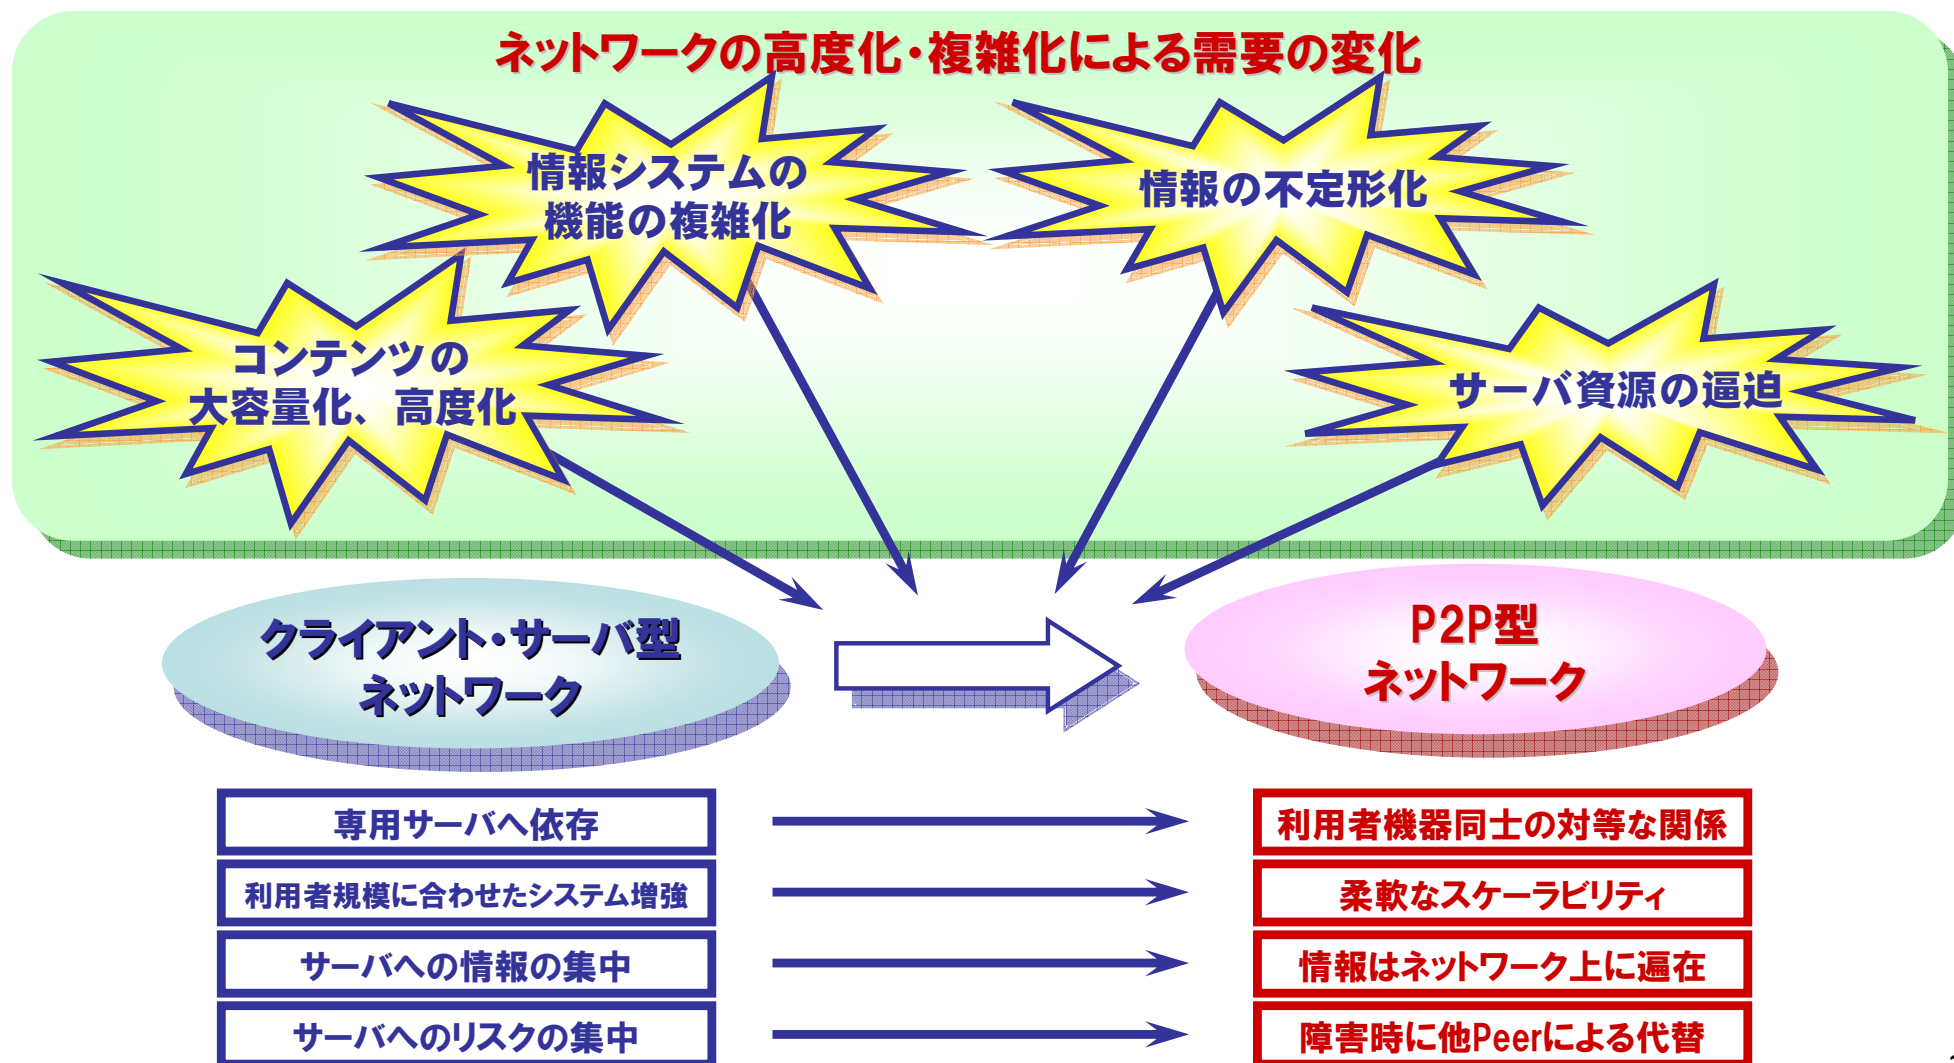 ネットワークの高度化・複雑化による需要の変化
情報システムの
機能の複雑化
情報の不定形化
コンテンツの
大容量化、高度化
サーバ資源の逼迫
クライアント・サーバ型
ネットワーク
P2P型
ネットワーク
専用サーバへ依存
利用者機器同士の対等な関係
利用者規模に合わせたシステム増強
柔軟なスケーラビリティ
サーバへの情報の集中
情報はネットワーク上に遍在
サーバへのリスクの集中
障害時に他Peerによる代替